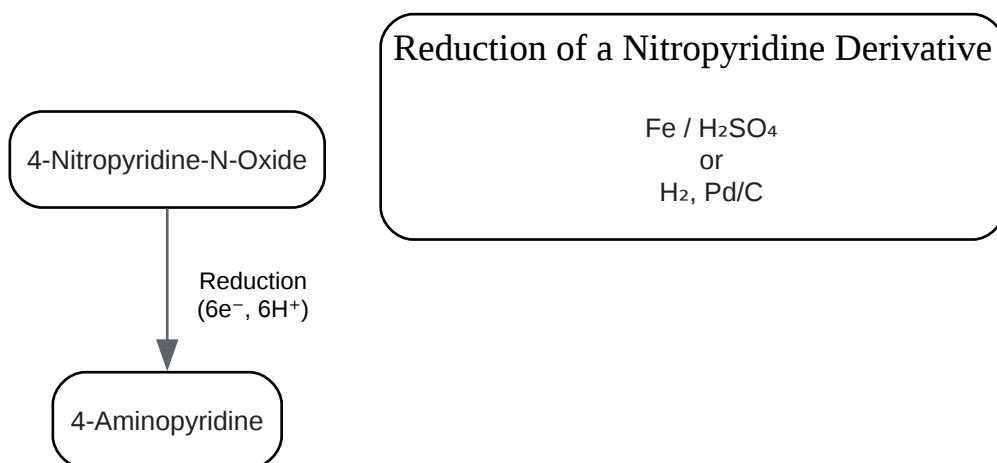 Reduction of a Nitropyridine Derivative
Fe / H₂SO₄
or
H₂, Pd/C
4-Nitropyridine-N-Oxide
Reduction
(6e⁻, 6H⁺)
4-Aminopyridine